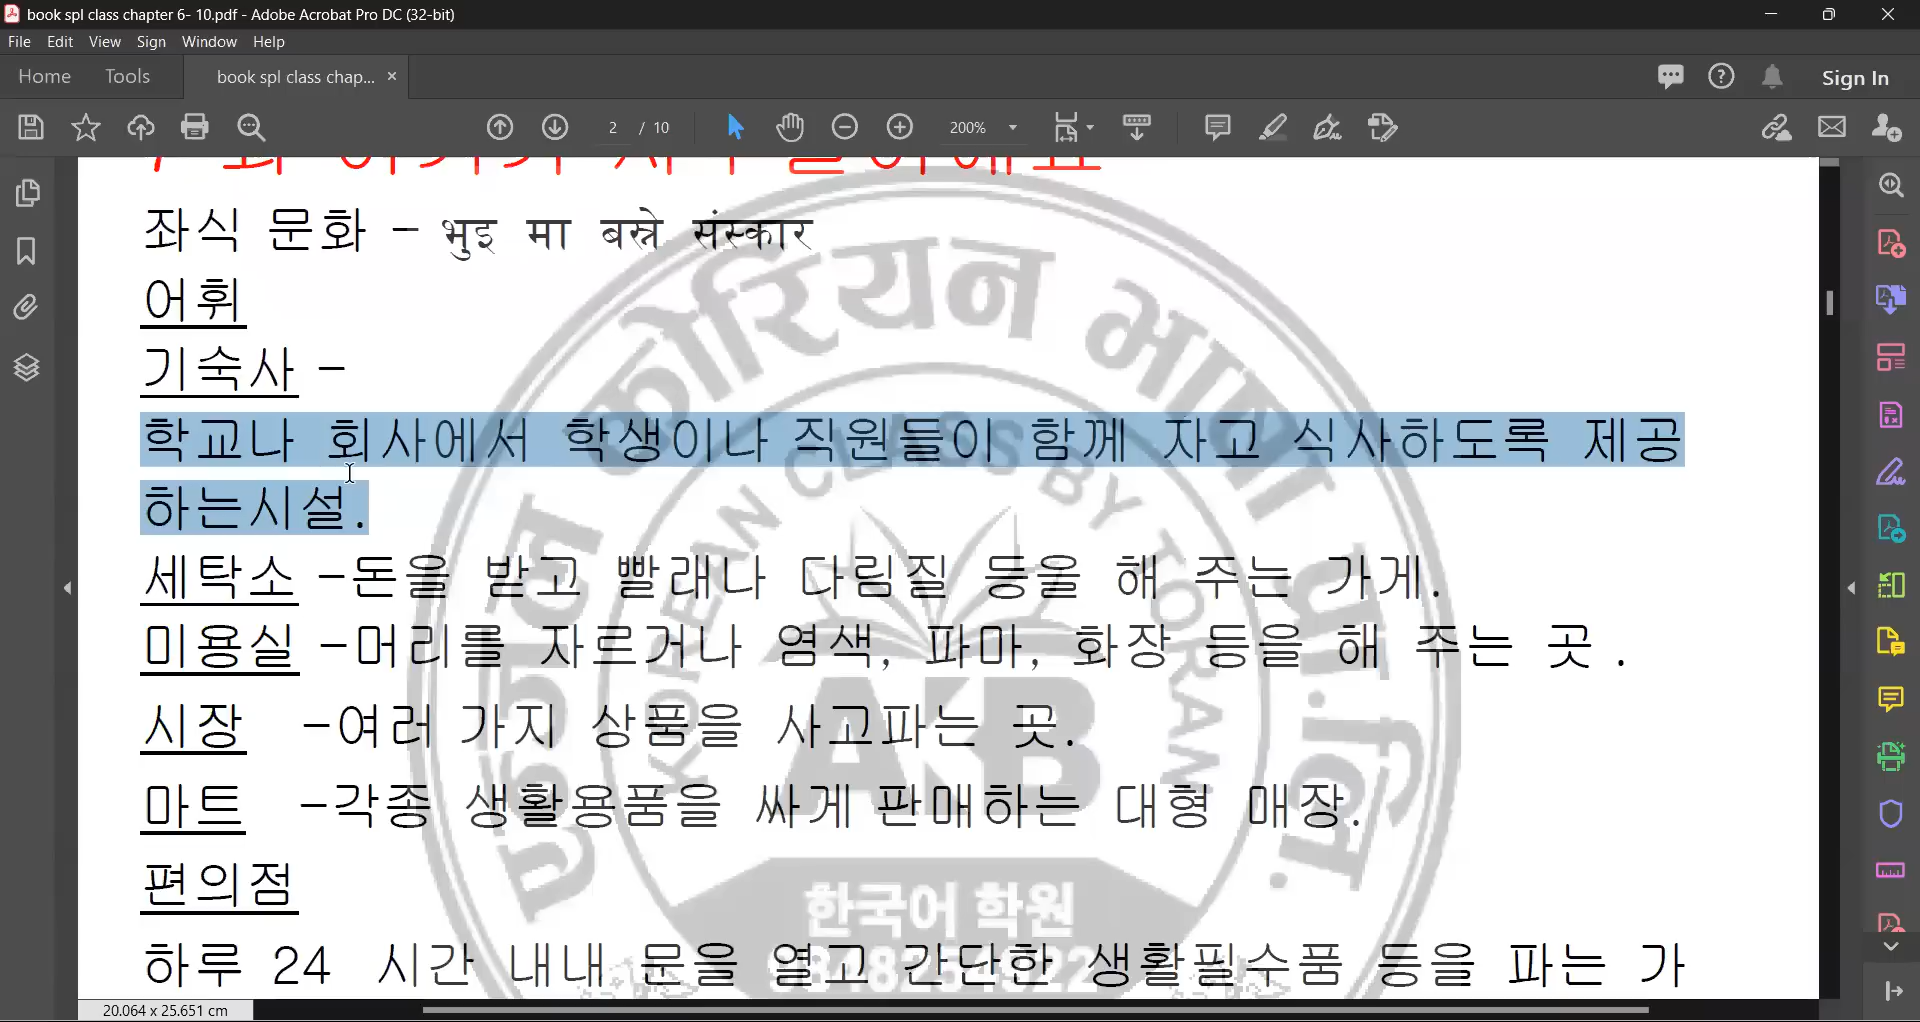 book spl class chapter 6- 10.pdf - Adobe Acrobat Pro DC (32-bit)
File Edit View Sign Window Help
Home Tools book spl class chap... × Sign In
2 / 10 200%
좌식 문화 - भुइ मा बस्ने संस्कार
어휘
기숙사 -
학교나 회사에서 학생이나 직원들이 함께 자고 식사하도록 제공
하는시설.
세탁소 -돈을 받고 빨래나 다림질 등을 해 주는 가게.
미용실 -머리를 자르거나 염색, 파마, 화장 등을 해 주는 곳 .
시장 -여러 가지 상품을 사고파는 곳.
마트 -각종 생활용품을 싸게 판매하는 대형 매장.
편의점
하루 24 시간 내내 문을 열고 간단한 생활필수품 등을 파는 가
कोरियन भाषा प्रा.लि.
KOREAN CLASS BY TORAN
AKB
한국어 학원
20.064 x 25.651 cm